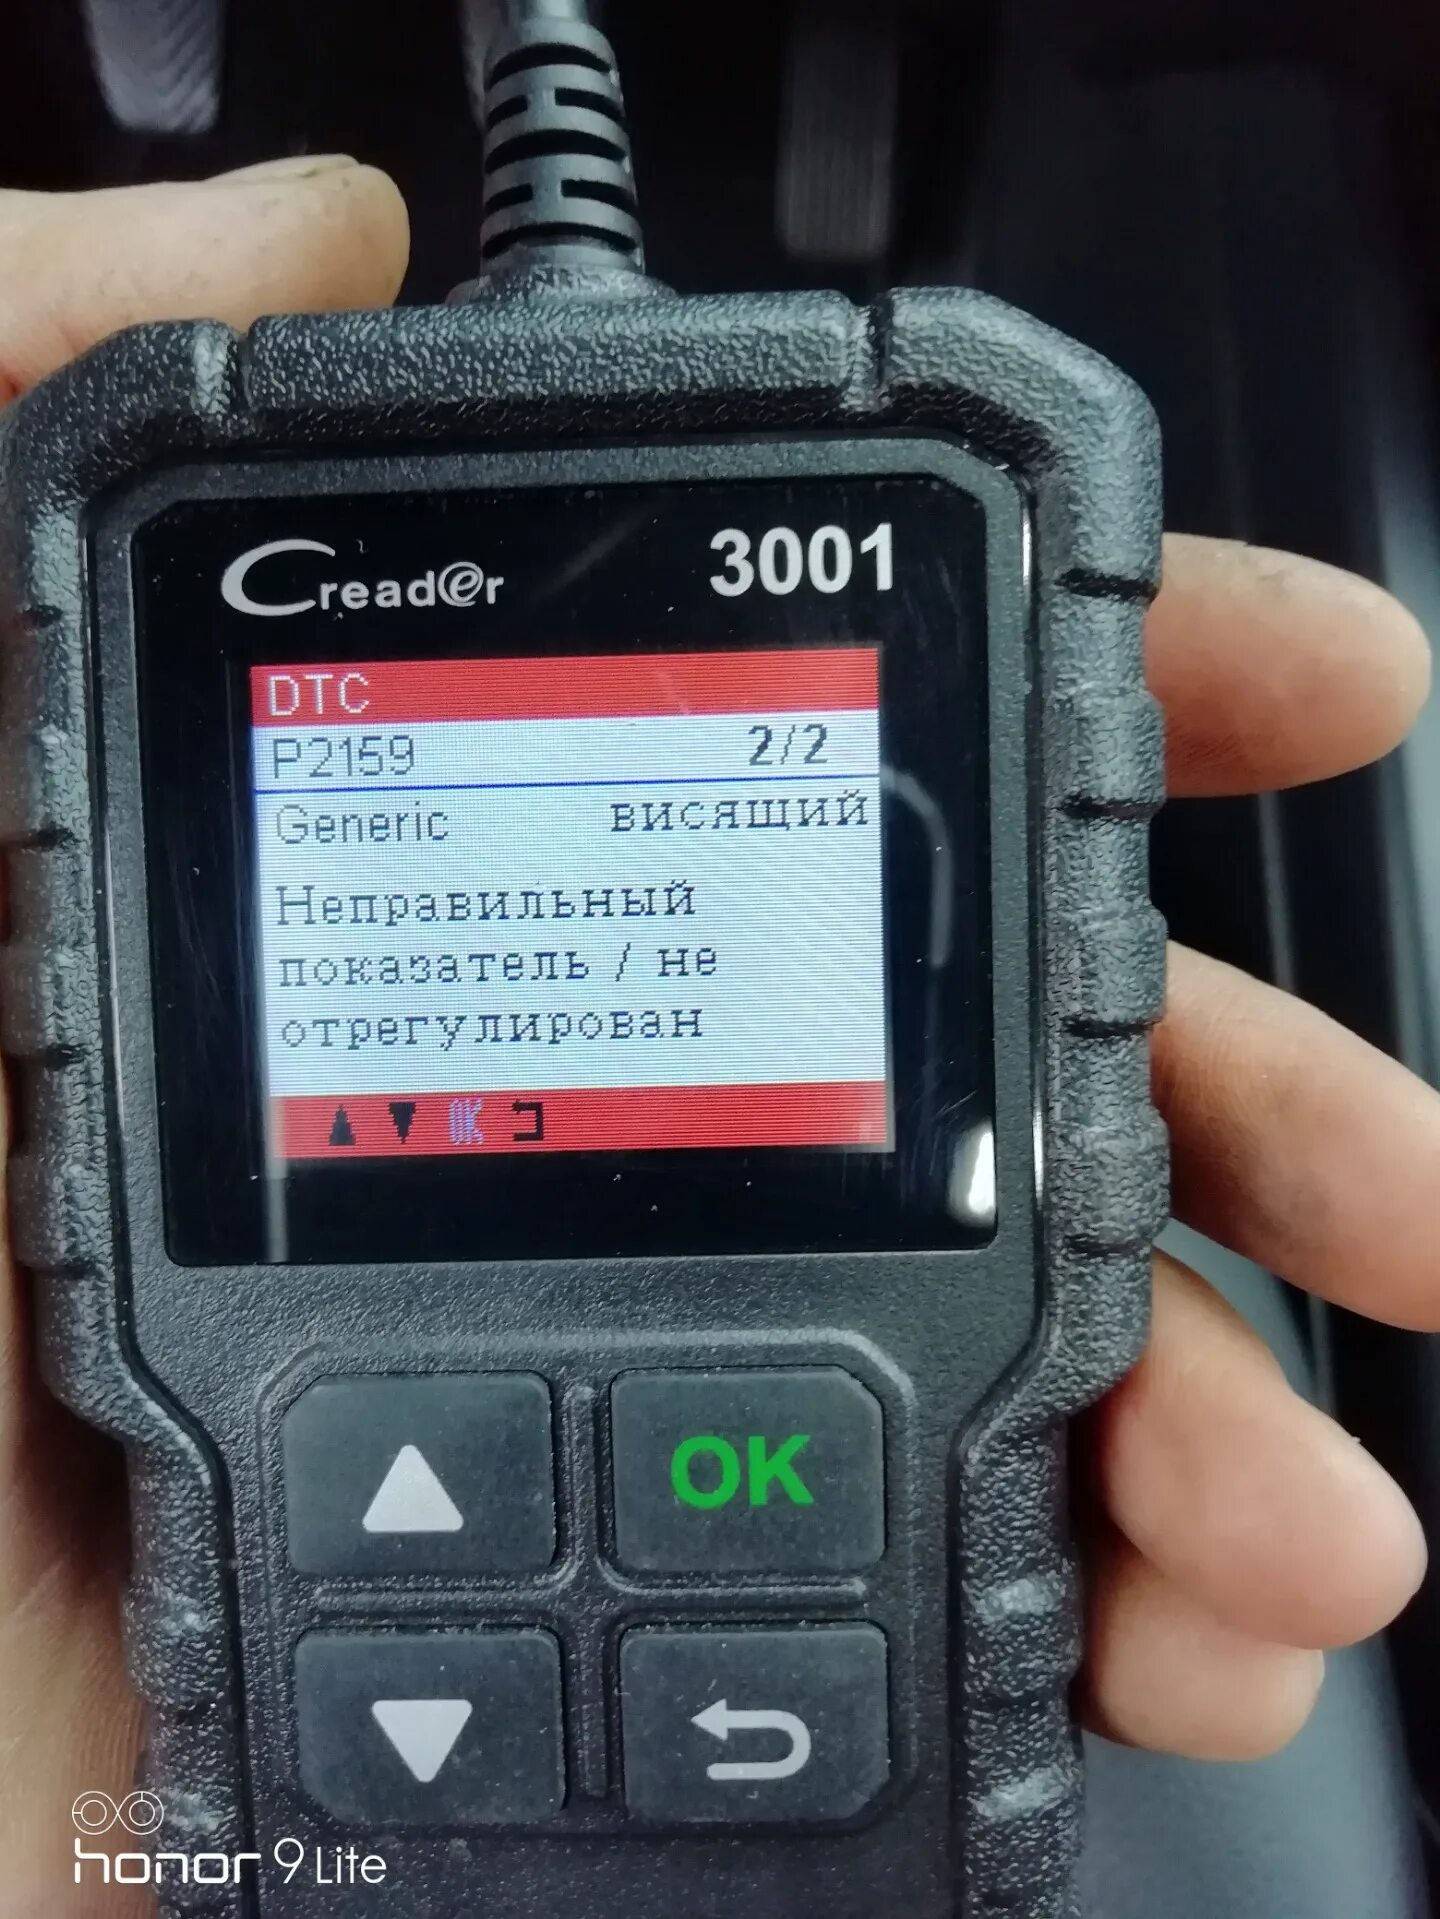 Creader 3001
DTC
P2159 2/2
Generic висящий
Неправильный
показатель / не
отрегулирован
OK
OK
honor 9 Lite